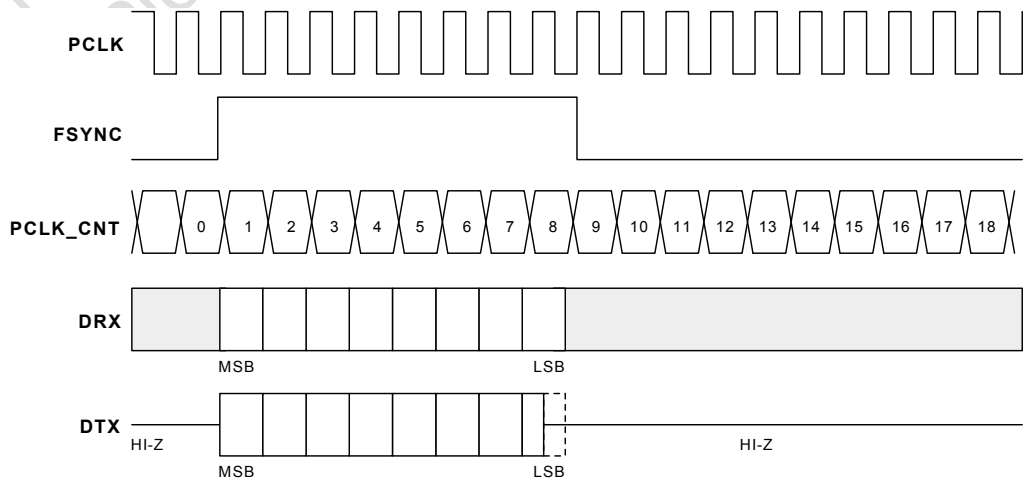 PCLK
FSYNC
PCLK_CNT 0 1 2 3 4 5 6 7 8 9 10 11 12 13 14 15 16 17 18
DRX
MSB LSB
DTX
HI-Z HI-Z
MSB LSB